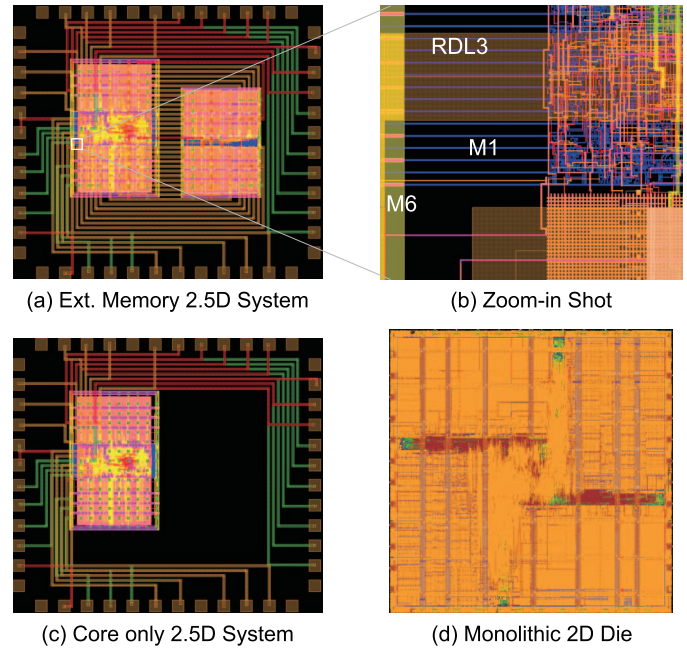 RDL3
M1
M6
(a) Ext. Memory 2.5D System
(b) Zoom-in Shot
(c) Core only 2.5D System
(d) Monolithic 2D Die